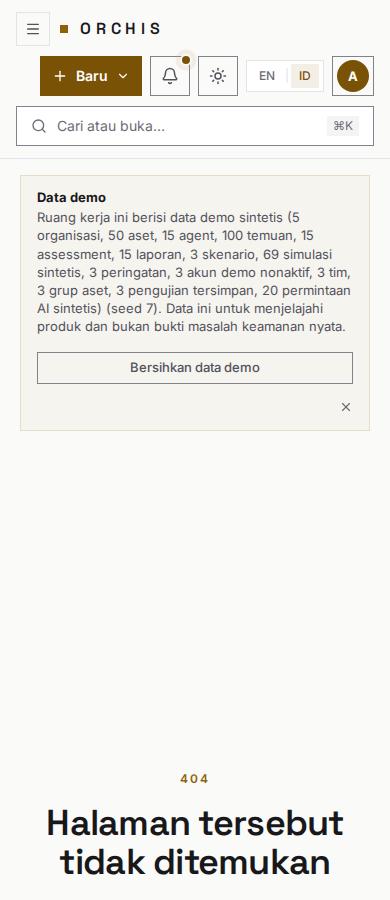 ORCHIS
Baru
EN
ID
A
Cari atau buka...
⌘K
Data demo
Ruang kerja ini berisi data demo sintetis (5
organisasi, 50 aset, 15 agent, 100 temuan, 15
assessment, 15 laporan, 3 skenario, 69 simulasi
sintetis, 3 peringatan, 3 akun demo nonaktif, 3 tim,
3 grup aset, 3 pengujian tersimpan, 20 permintaan
AI sintetis) (seed 7). Data ini untuk menjelajahi
produk dan bukan bukti masalah keamanan nyata.
Bersihkan data demo
404
Halaman tersebut
tidak ditemukan